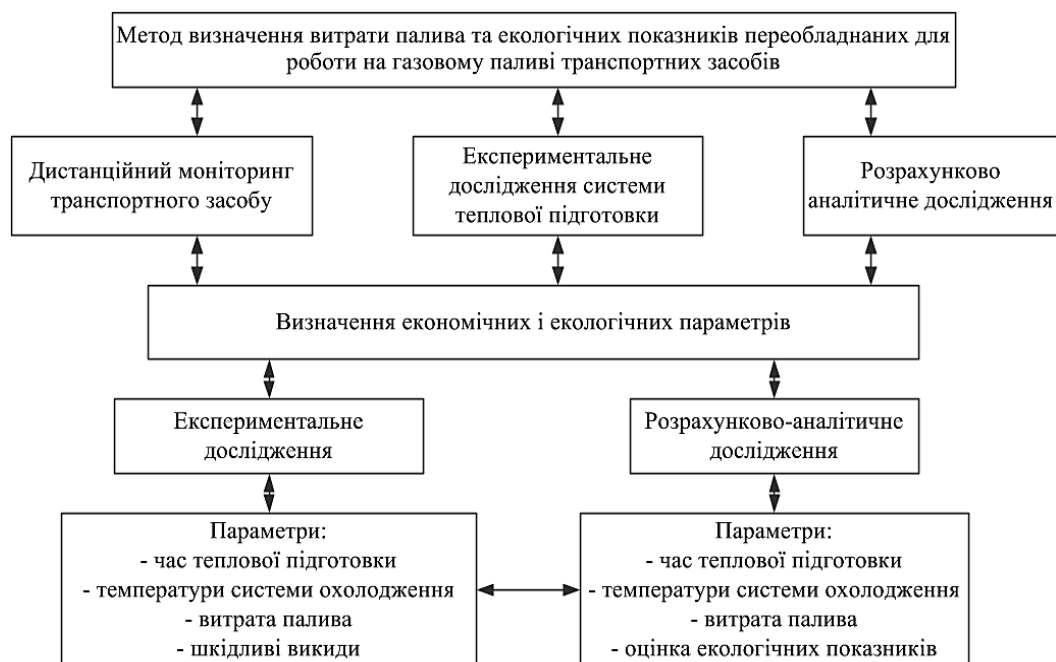 Метод визначення витрати палива та екологічних показників переобладнаних для
роботи на газовому паливі транспортних засобів
Дистанційний моніторинг
транспортного засобу
Експериментальне
дослідження системи
теплової підготовки
Розрахунково
аналітичне дослідження
Визначення економічних і екологічних параметрів
Експериментальне
дослідження
Розрахунково-аналітичне
дослідження
Параметри:
- час теплової підготовки
- температури системи охолодження
- витрата палива
- шкідливі викиди
Параметри:
- час теплової підготовки
- температури системи охолодження
- витрата палива
- оцінка екологічних показників